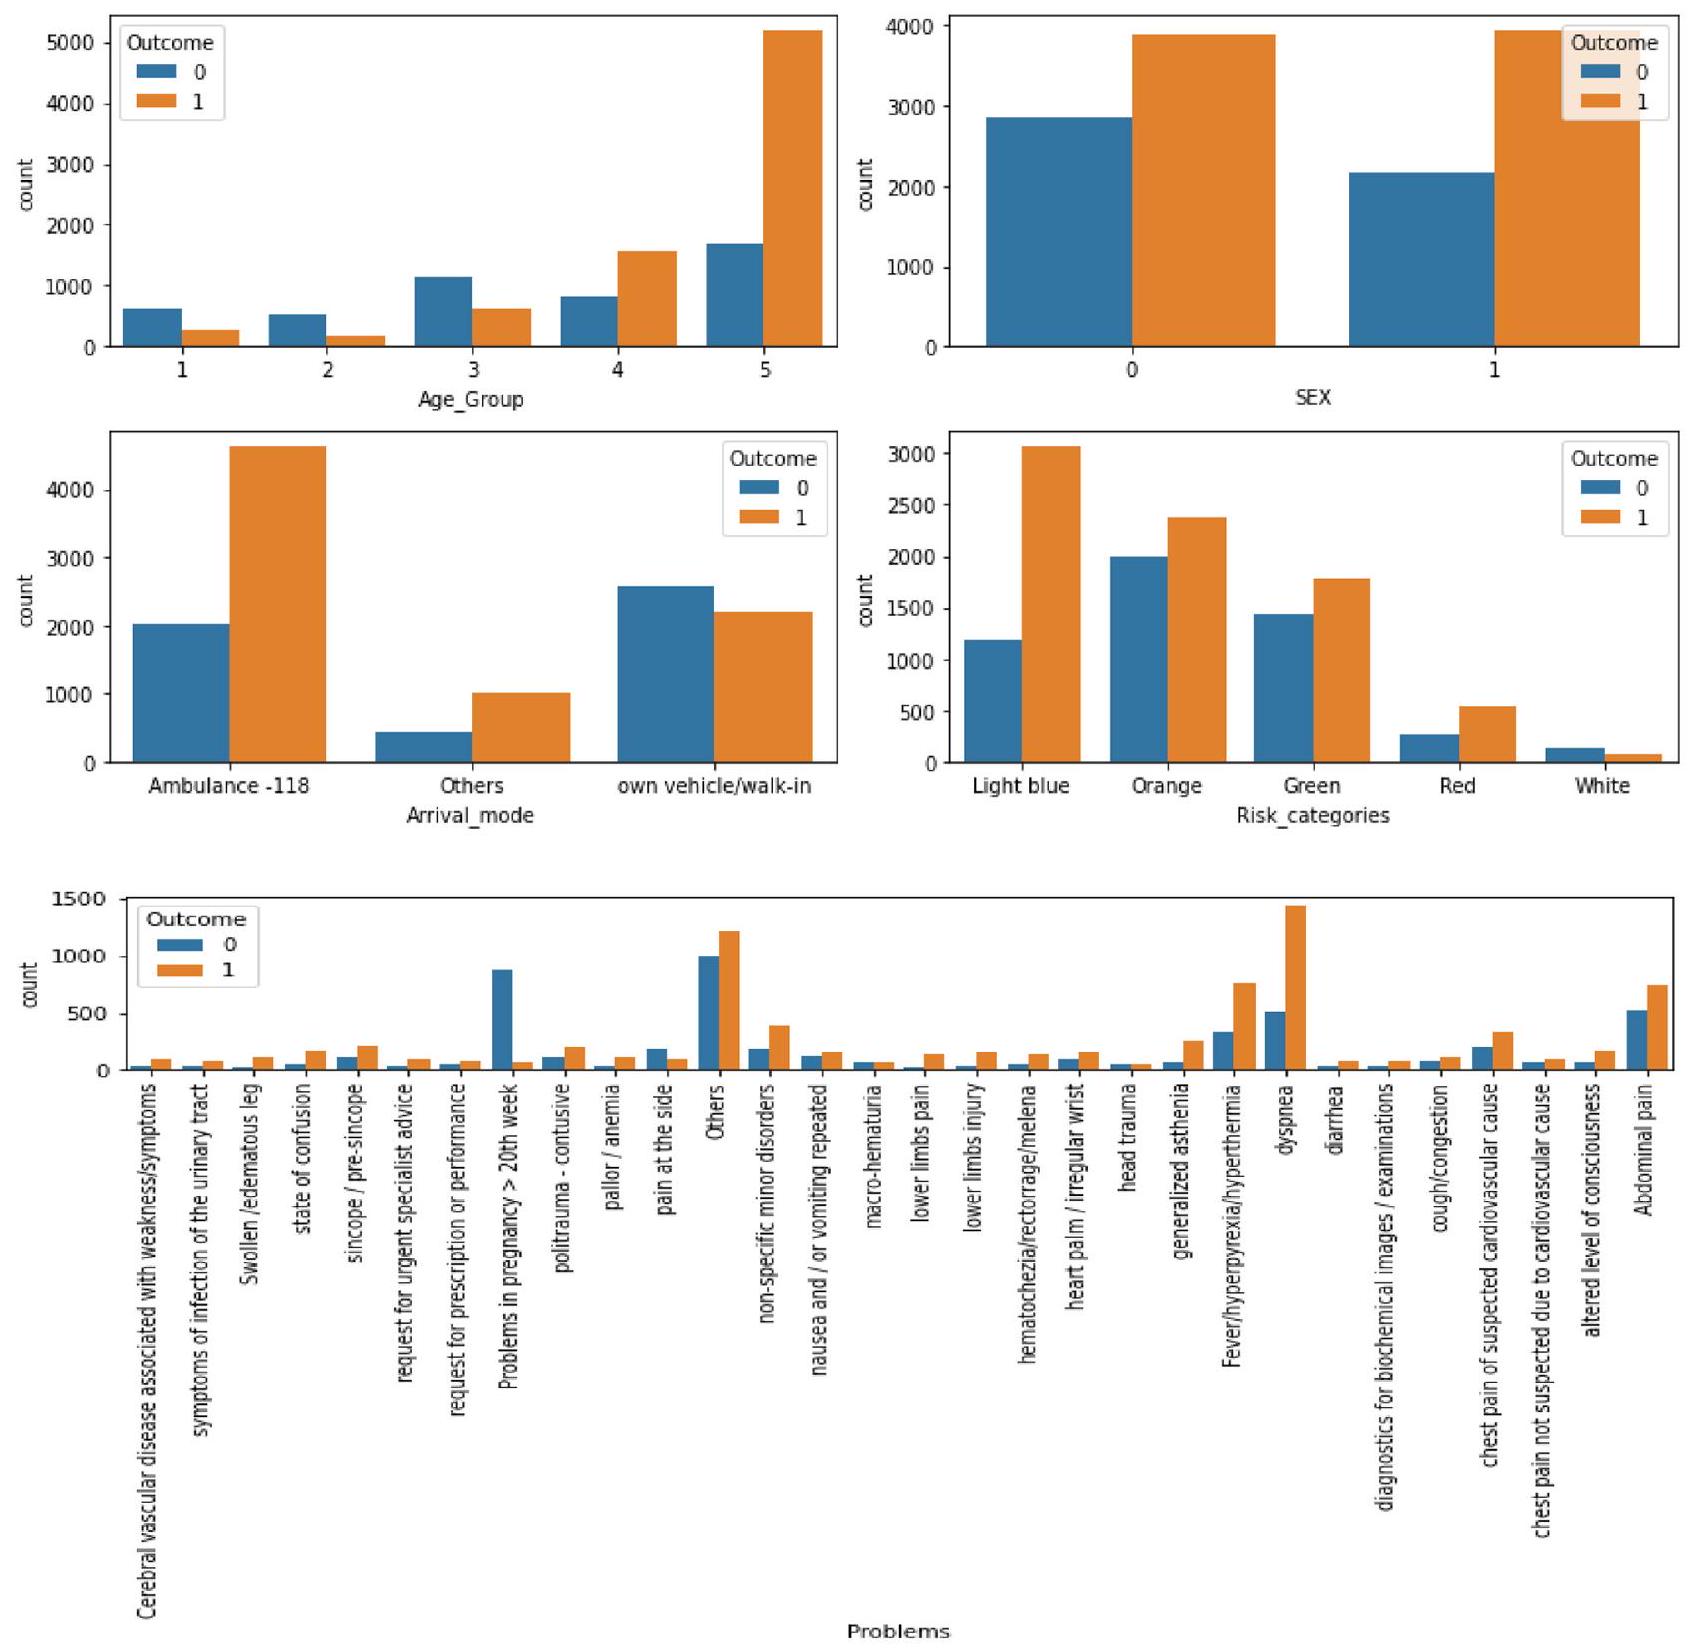 5000
4000
3000
2000
1000
0
count
Outcome
0
1
1
2
3
4
5
Age_Group
4000
3000
2000
1000
0
count
Outcome
0
1
0
1
SEX
4000
3000
2000
1000
0
count
Outcome
0
1
Ambulance -118
Others
own vehicle/walk-in
Arrival_mode
3000
2500
2000
1500
1000
500
0
count
Outcome
0
1
Light blue
Orange
Green
Red
White
Risk_categories
1500
1000
500
0
count
Outcome
0
1
Cerebral vascular disease associated with weakness/symptoms
symptoms of infection of the urinary tract
Swollen /edematous leg
state of confusion
sincope / pre-sincope
request for urgent specialist advice
request for prescription or performance
Problems in pregnancy > 20th week
politrauma - contusive
pallor / anemia
pain at the side
Others
non-specific minor disorders
nausea and / or vomiting repeated
macro-hematuria
lower limbs pain
lower limbs injury
hematochezia/rectorrage/melena
heart palm / irregular wrist
head trauma
generalized asthenia
Fever/hyperpyrexia/hyperthermia
dyspnea
diarrhea
diagnostics for biochemical images / examinations
cough/congestion
chest pain of suspected cardiovascular cause
chest pain not suspected due to cardiovascular cause
altered level of consciousness
Abdominal pain
Problems